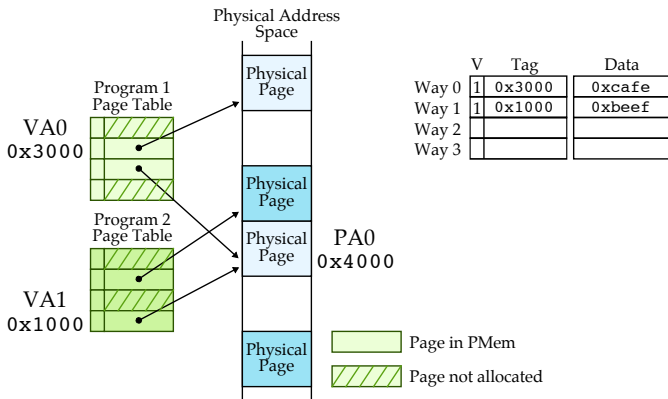 Physical Address
Space
Physical
Page
Program 1
Page Table
VA0
0x3000
Program 2
Page Table
VA1
0x1000
Physical
Page
Physical
Page
PA0
0x4000
Physical
Page
V Tag Data
Way 0 1 0x3000 0xcafe
Way 1 1 0x1000 0xbeef
Way 2
Way 3
Page in PMem
Page not allocated